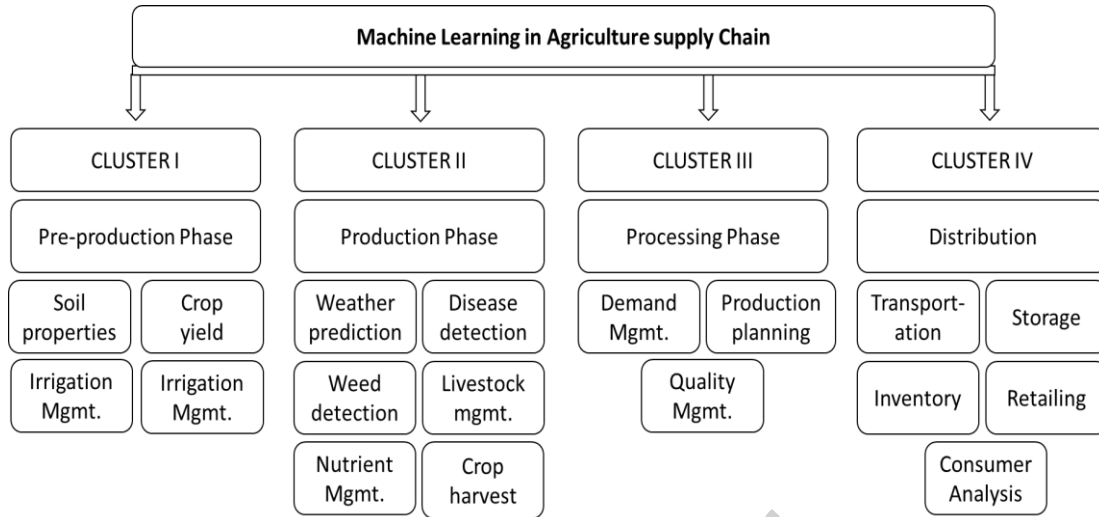 Machine Learning in Agriculture supply Chain
CLUSTER I
Pre-production Phase
Soil
properties
Crop
yield
Irrigation
Mgmt.
Irrigation
Mgmt.
CLUSTER II
Production Phase
Weather
prediction
Disease
detection
Weed
detection
Livestock
mgmt.
Nutrient
Mgmt.
Crop
harvest
CLUSTER III
Processing Phase
Demand
Mgmt.
Production
planning
Quality
Mgmt.
CLUSTER IV
Distribution
Transport-
ation
Storage
Inventory
Retailing
Consumer
Analysis